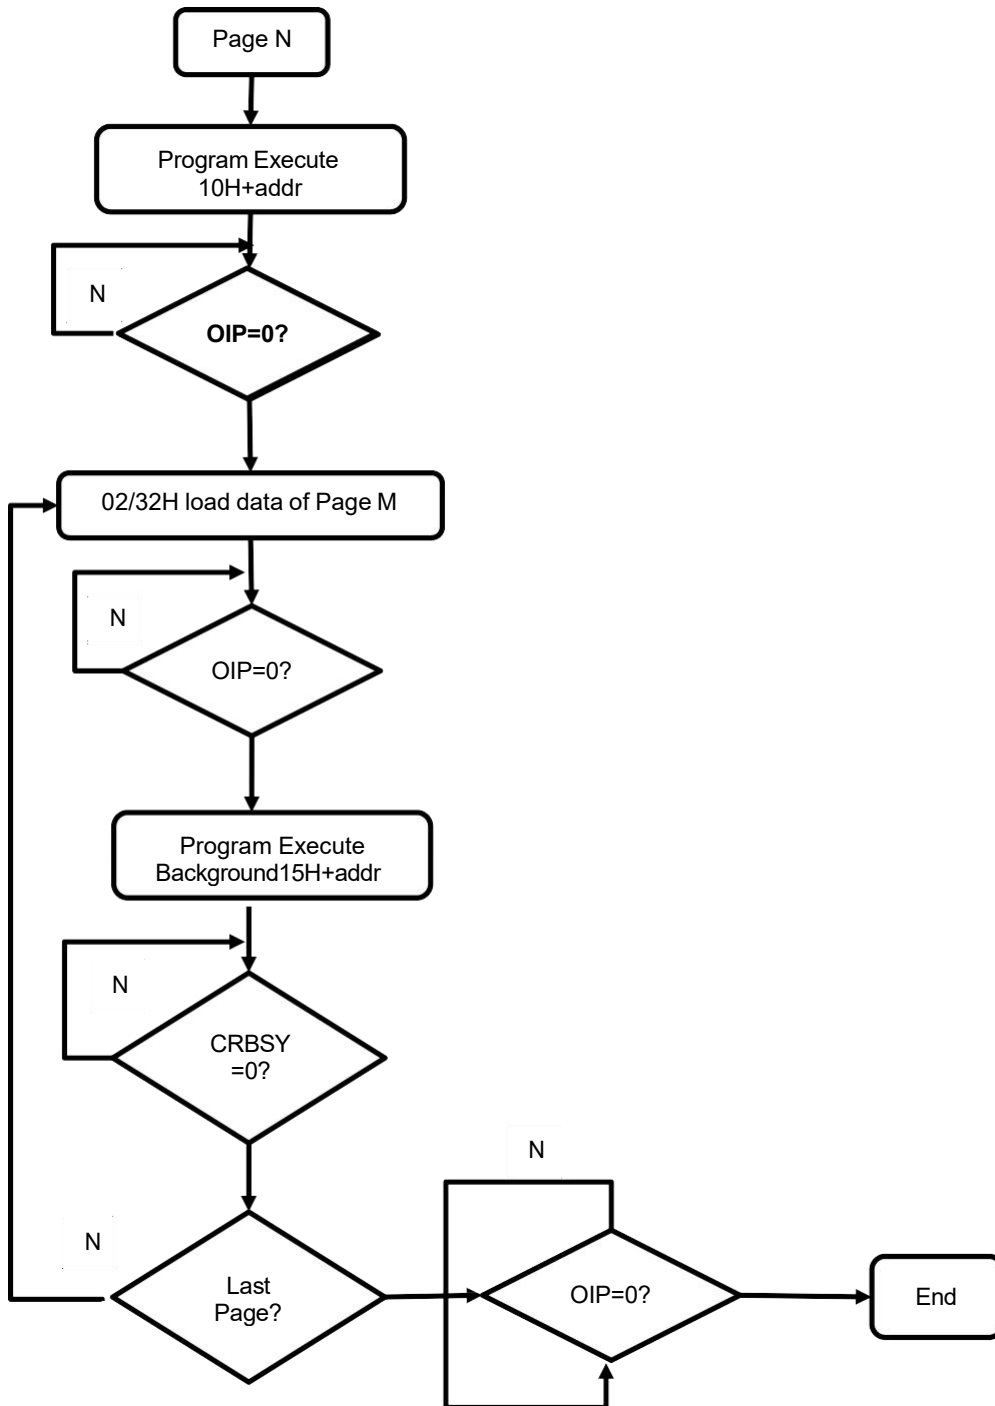 Page N
Program Execute
10H+addr
N
OIP=0?
02/32H load data of Page M
N
OIP=0?
Program Execute
Background15H+addr
N
CRBSY
=0?
N
N
Last
Page?
OIP=0?
End